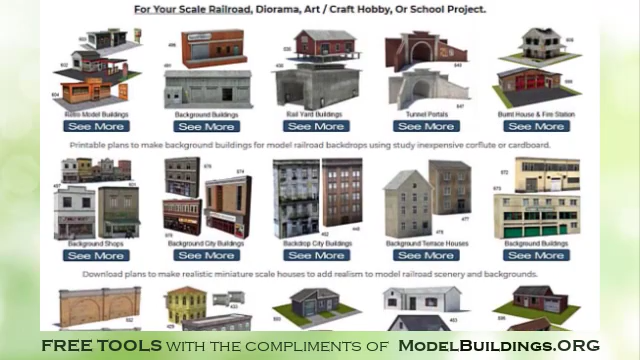 For Your Scale Railroad, Diorama, Art / Craft Hobby, Or School Project.
Retro Model Buildings
Background Buildings
Rail Yard Buildings
Tunnel Portals
Burnt House & Fire Station
See More
See More
See More
See More
See More
Printable plans to make background buildings for model railroad backdrops using study inexpensive corflute or cardboard.
Background Shops
Background City Buildings
Backdrop City Buildings
Background Terrace Houses
Background Buildings
See More
See More
See More
See More
See More
Download plans to make realistic miniature scale houses to add realism to model railroad scenery and backgrounds.
FREE TOOLS WITH THE COMPLIMENTS OF MODELBUILDINGS.ORG